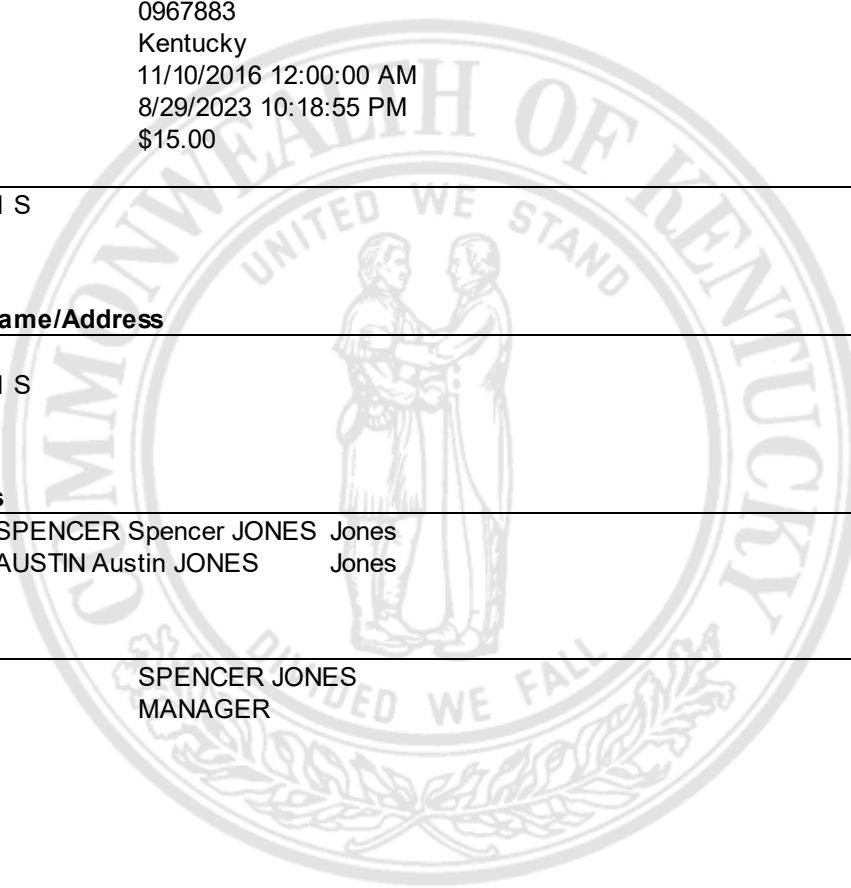 0967883
Kentucky
11/10/2016 12:00:00 AM
8/29/2023 10:18:55 PM
$15.00
S
ame/Address
S
s
SPENCER Spencer JONES Jones
AUSTIN Austin JONES Jones
SPENCER JONES
MANAGER
COMMONWEALTH OF KENTUCKY
UNITED WE STAND
DIVIDED WE FALL